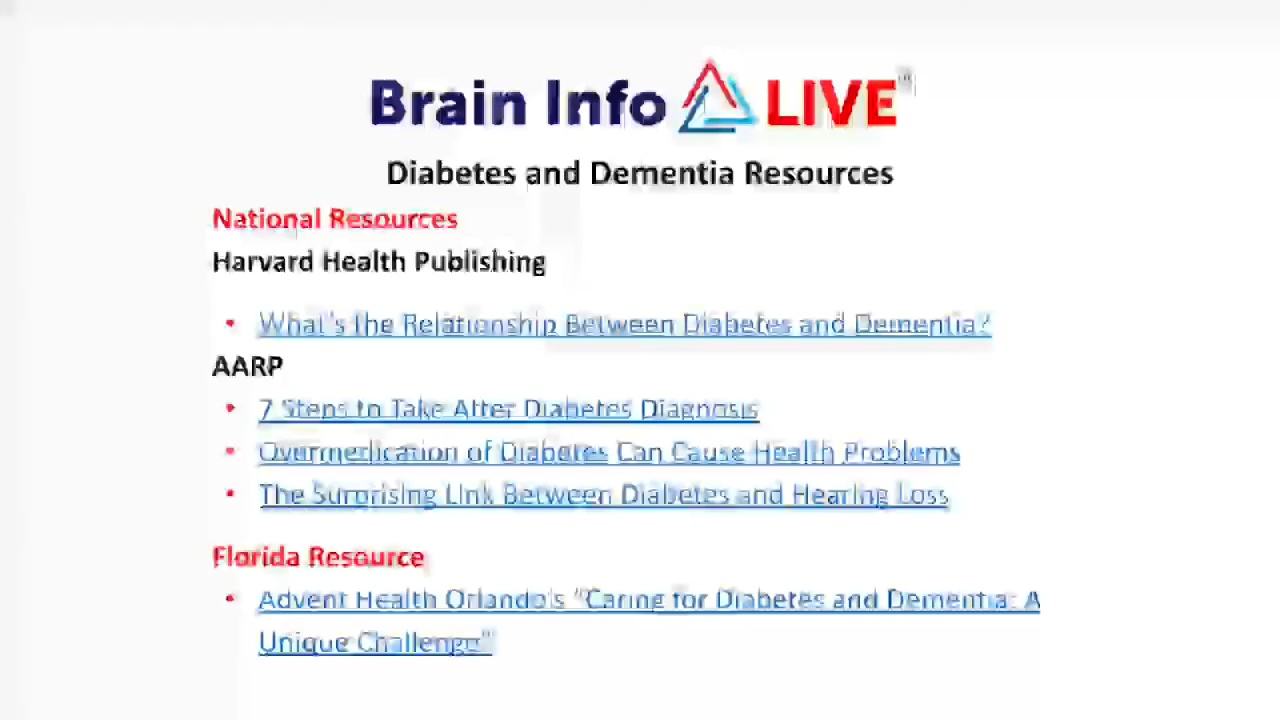 Brain Info LIVE™
Diabetes and Dementia Resources
National Resources
Harvard Health Publishing
• What's the Relationship Between Diabetes and Dementia?
AARP
• 7 Steps to Take After Diabetes Diagnosis
• Overmedication of Diabetes Can Cause Health Problems
• The Surprising Link Between Diabetes and Hearing Loss
Florida Resource
• Advent Health Orlando's "Caring for Diabetes and Dementia: A
Unique Challenge"